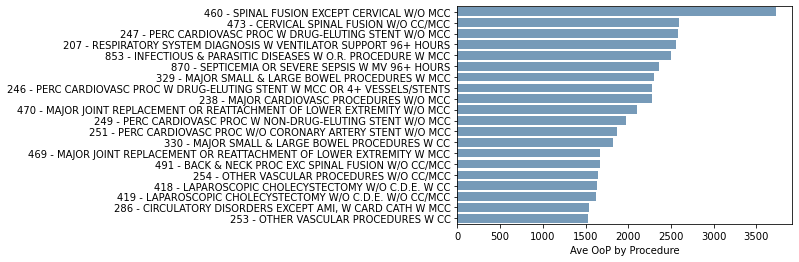 460 - SPINAL FUSION EXCEPT CERVICAL W/O MCC
473 - CERVICAL SPINAL FUSION W/O CC/MCC
247 - PERC CARDIOVASC PROC W DRUG-ELUTING STENT W/O MCC
207 - RESPIRATORY SYSTEM DIAGNOSIS W VENTILATOR SUPPORT 96+ HOURS
853 - INFECTIOUS & PARASITIC DISEASES W O.R. PROCEDURE W MCC
870 - SEPTICEMIA OR SEVERE SEPSIS W MV 96+ HOURS
329 - MAJOR SMALL & LARGE BOWEL PROCEDURES W MCC
246 - PERC CARDIOVASC PROC W DRUG-ELUTING STENT W MCC OR 4+ VESSELS/STENTS
238 - MAJOR CARDIOVASC PROCEDURES W/O MCC
470 - MAJOR JOINT REPLACEMENT OR REATTACHMENT OF LOWER EXTREMITY W/O MCC
249 - PERC CARDIOVASC PROC W NON-DRUG-ELUTING STENT W/O MCC
251 - PERC CARDIOVASC PROC W/O CORONARY ARTERY STENT W/O MCC
330 - MAJOR SMALL & LARGE BOWEL PROCEDURES W CC
469 - MAJOR JOINT REPLACEMENT OR REATTACHMENT OF LOWER EXTREMITY W MCC
491 - BACK & NECK PROC EXC SPINAL FUSION W/O CC/MCC
254 - OTHER VASCULAR PROCEDURES W/O CC/MCC
418 - LAPAROSCOPIC CHOLECYSTECTOMY W/O C.D.E. W CC
419 - LAPAROSCOPIC CHOLECYSTECTOMY W/O C.D.E. W/O CC/MCC
286 - CIRCULATORY DISORDERS EXCEPT AMI, W CARD CATH W MCC
253 - OTHER VASCULAR PROCEDURES W CC
0 500 1000 1500 2000 2500 3000 3500
Ave OoP by Procedure